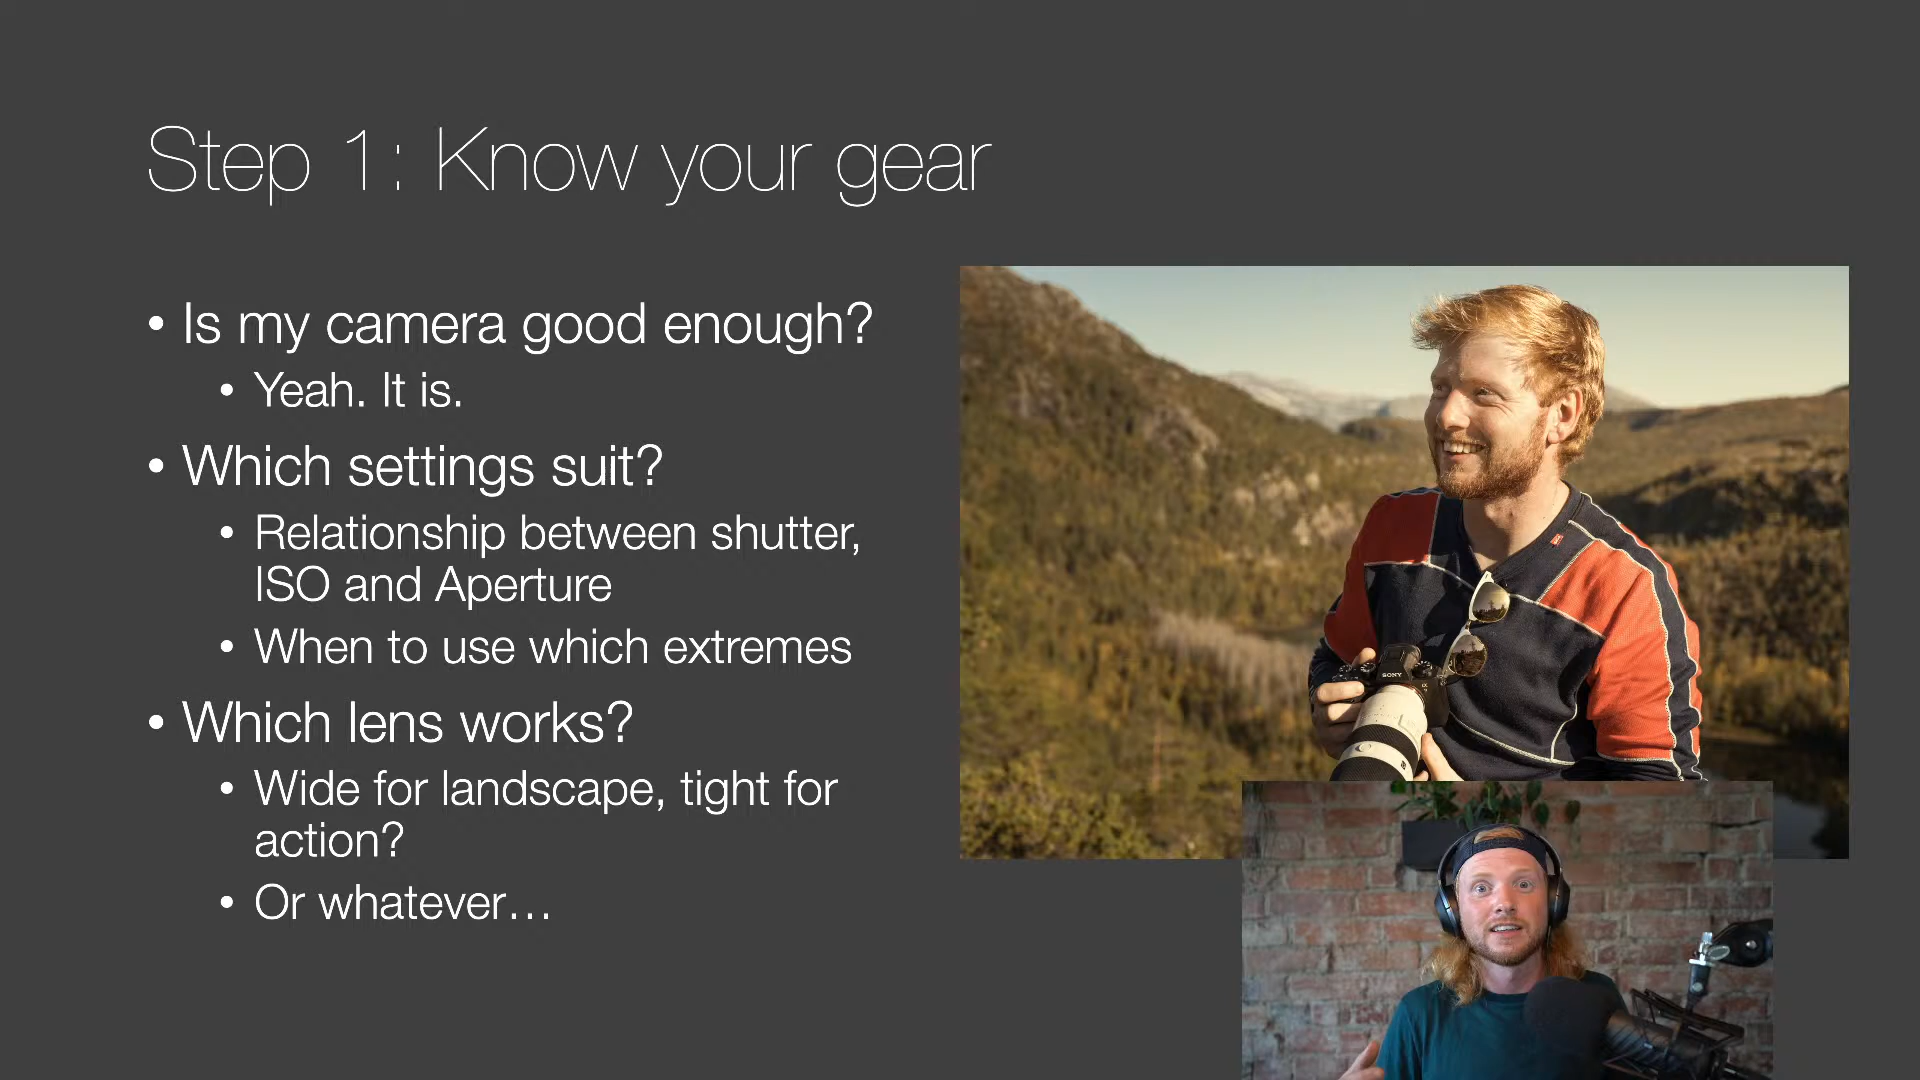 Step 1: Know your gear
• Is my camera good enough?
• Yeah. It is.
• Which settings suit?
• Relationship between shutter,
ISO and Aperture
• When to use which extremes
• Which lens works?
• Wide for landscape, tight for
action?
• Or whatever…
SONY